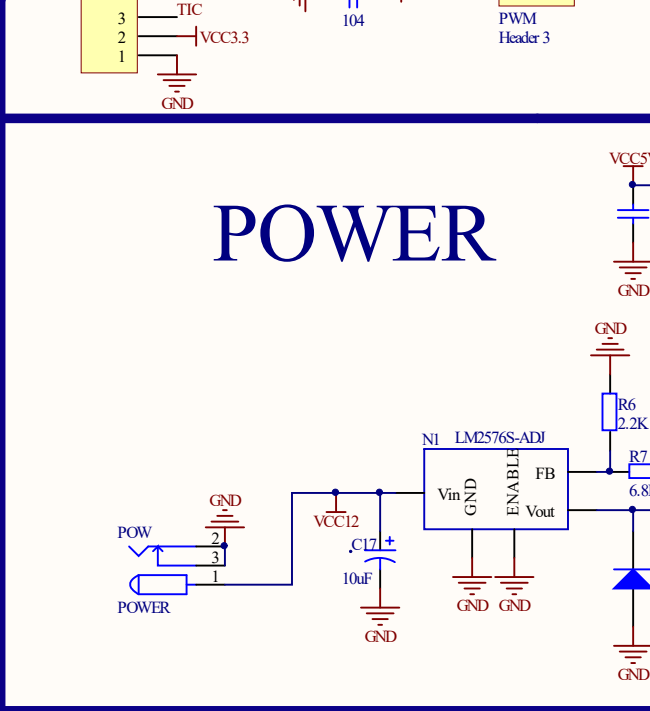 TIC
3
2
VCC3.3
1
GND
104
PWM
Header 3
POWER
VCC5V
GND
GND
R6
2.2K
R7
6.8
N1
LM2576S-ADJ
Vin
GND
ENABLE
FB
Vout
GND
POW
2
3
1
POWER
VCC12
C17
10uF
GND
GND
GND
GND